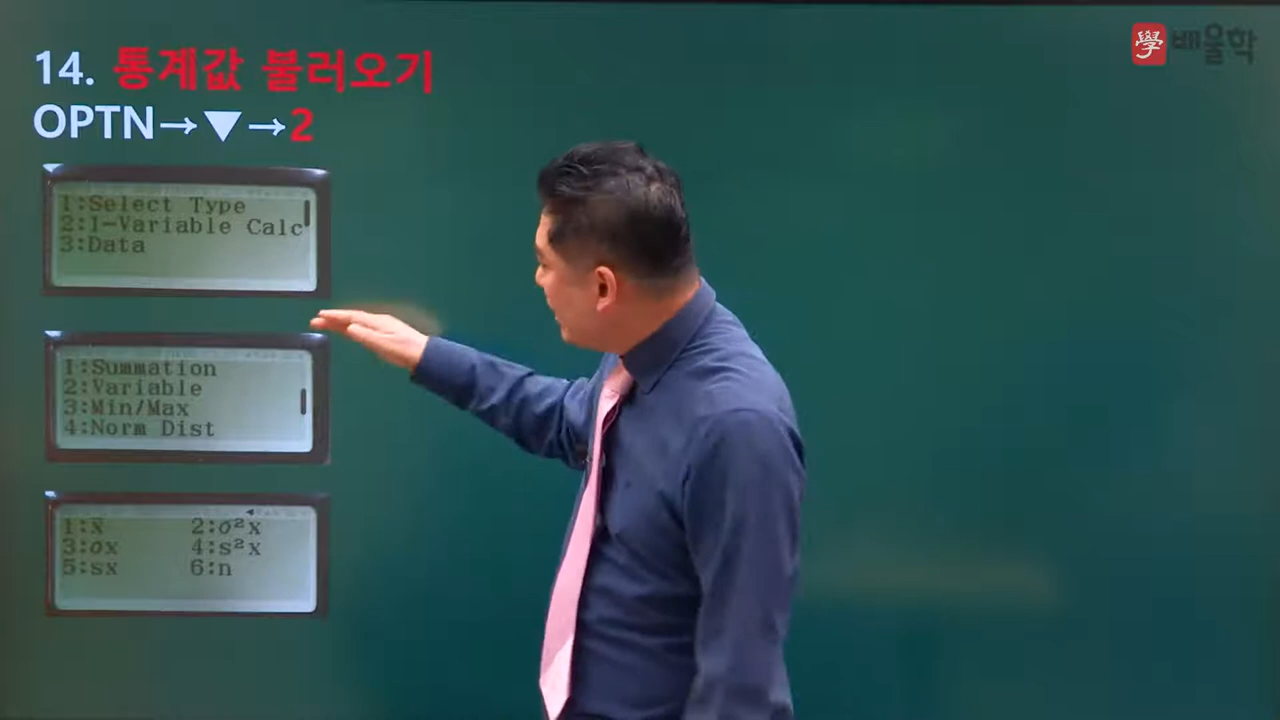 學 배울학
14. 통계값 불러오기
OPTN→▼→2
1:Select Type
2:1-Variable Calc
3:Data
1:Summation
2:Variable
3:Min/Max
4:Norm Dist
1:x̄ 2:σ²x
3:σx 4:s²x
5:sx 6:n